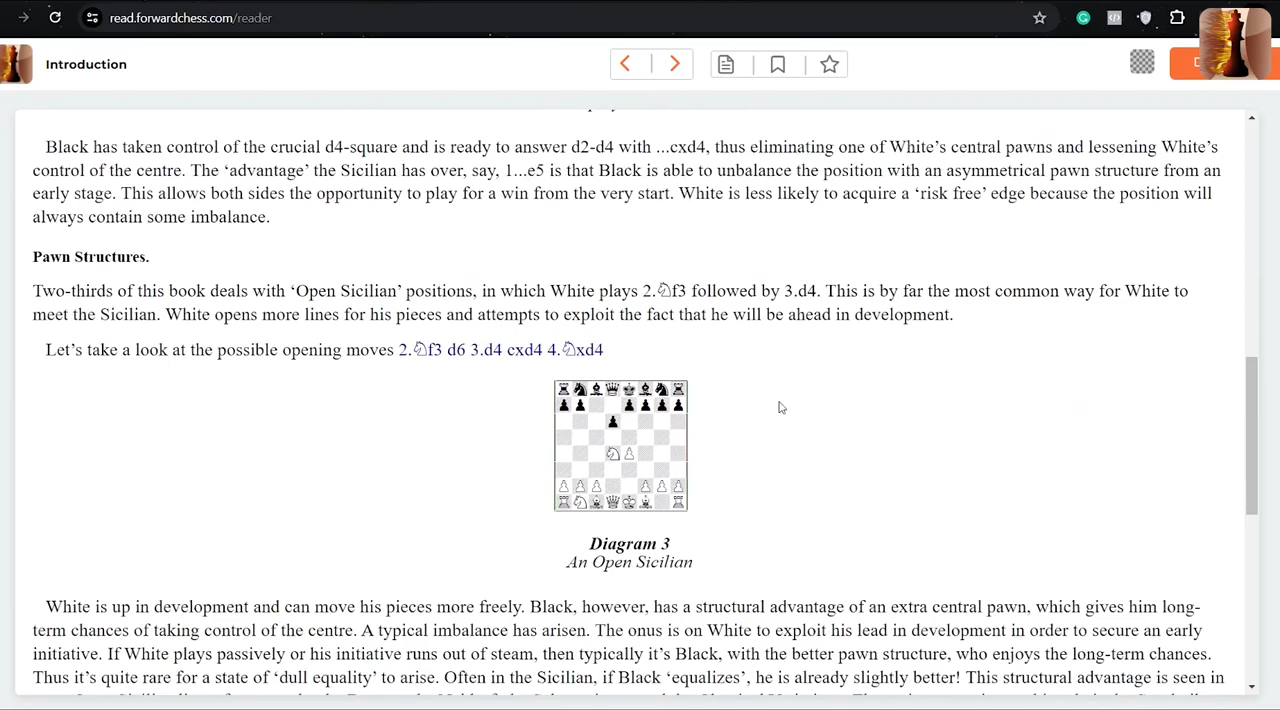 read.forwardchess.com/reader
Introduction
Black has taken control of the crucial d4-square and is ready to answer d2-d4 with ...cxd4, thus eliminating one of White’s central pawns and lessening White’s
control of the centre. The ‘advantage’ the Sicilian has over, say, 1...e5 is that Black is able to unbalance the position with an asymmetrical pawn structure from an
early stage. This allows both sides the opportunity to play for a win from the very start. White is less likely to acquire a ‘risk free’ edge because the position will
always contain some imbalance.
Pawn Structures.
Two-thirds of this book deals with ‘Open Sicilian’ positions, in which White plays 2.♘f3 followed by 3.d4. This is by far the most common way for White to
meet the Sicilian. White opens more lines for his pieces and attempts to exploit the fact that he will be ahead in development.
Let’s take a look at the possible opening moves 2.♘f3 d6 3.d4 cxd4 4.♘xd4
Diagram 3
An Open Sicilian
White is up in development and can move his pieces more freely. Black, however, has a structural advantage of an extra central pawn, which gives him long-
term chances of taking control of the centre. A typical imbalance has arisen. The onus is on White to exploit his lead in development in order to secure an early
initiative. If White plays passively or his initiative runs out of steam, then typically it’s Black, with the better pawn structure, who enjoys the long-term chances.
Thus it’s quite rare for a state of ‘dull equality’ to arise. Often in the Sicilian, if Black ‘equalizes’, he is already slightly better! This structural advantage is seen in